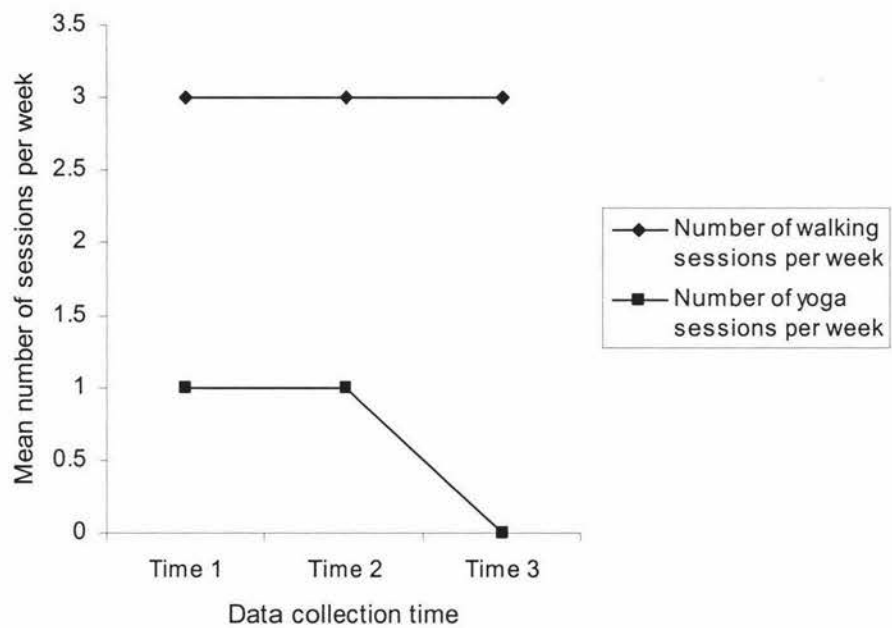 Mean number of sessions per week
3.5
3
2.5
2
1.5
1
0.5
0
Time 1 Time 2 Time 3
Data collection time
Number of walking
sessions per week
Number of yoga
sessions per week